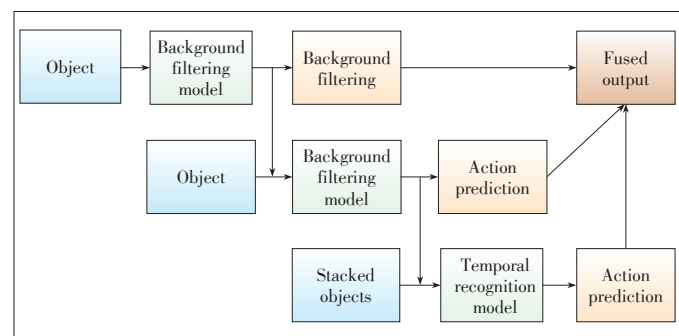 Object
Background
filtering
model
Background
filtering
Fused
output
Object
Background
filtering
model
Action
prediction
Stacked
objects
Temporal
recognition
model
Action
prediction